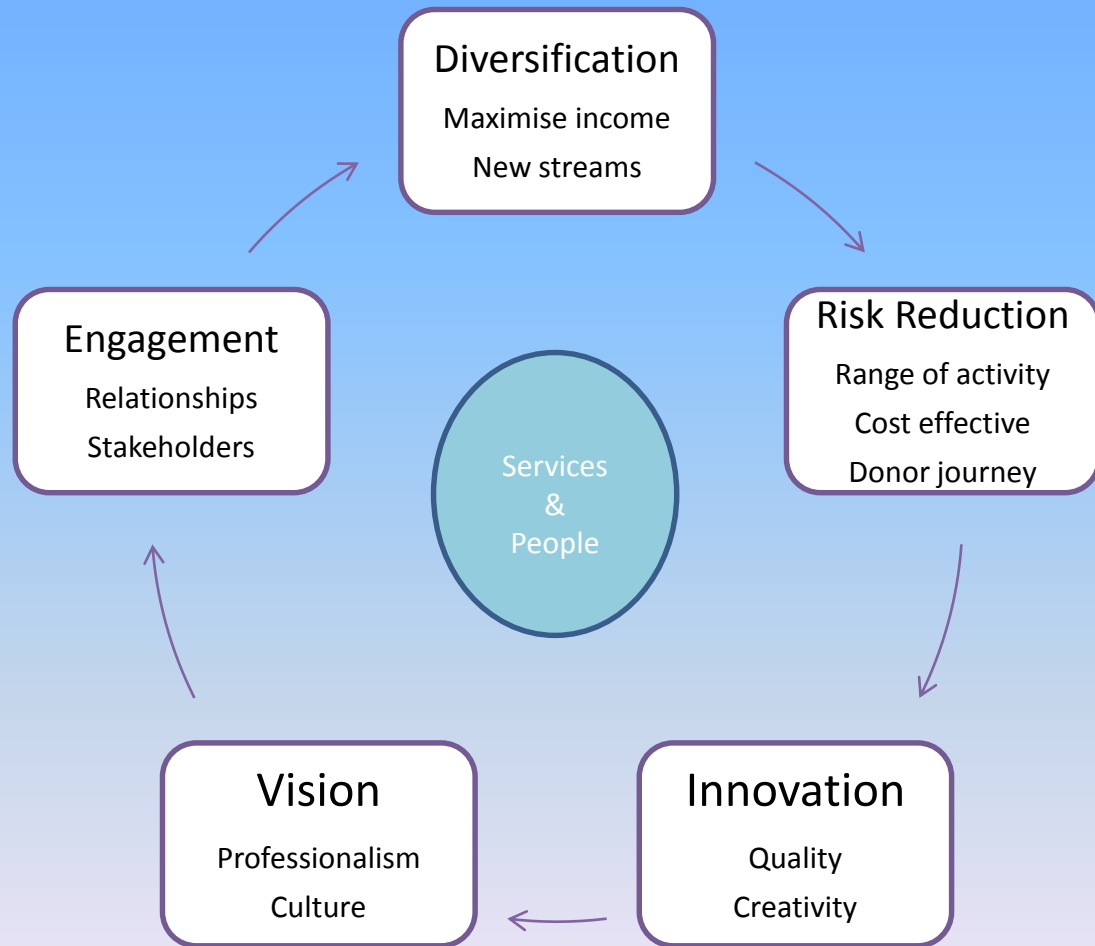 Diversification
Maximise income
New streams
Risk Reduction
Range of activity
Cost effective
Donor journey
Innovation
Quality
Creativity
Vision
Professionalism
Culture
Engagement
Relationships
Stakeholders
Services
&
People